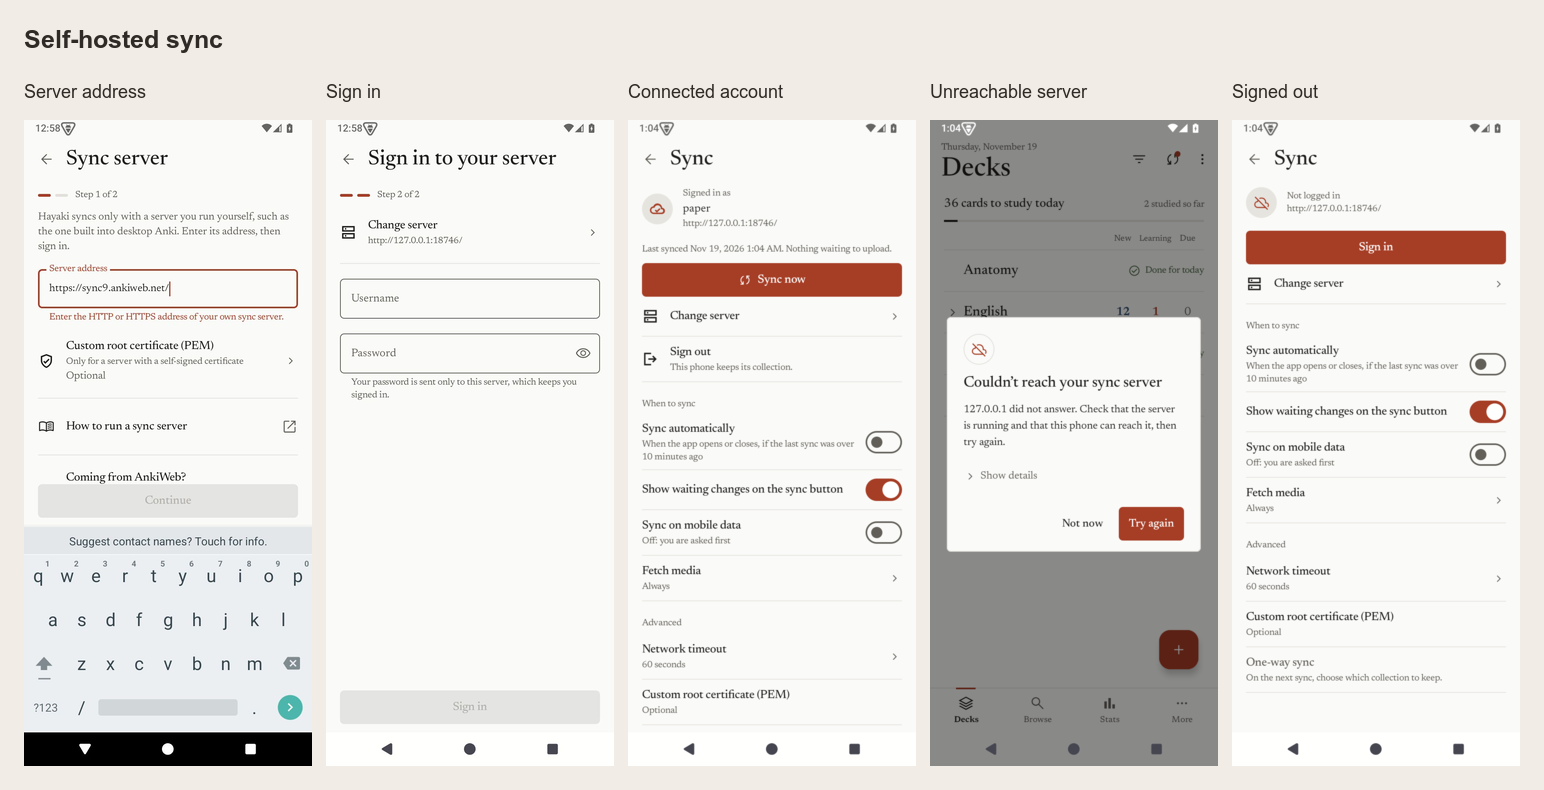 Self-hosted sync
Server address
12:58
Sync server
Step 1 of 2
Hayaki syncs only with a server you run yourself, such as
the one built into desktop Anki. Enter its address, then
sign in.
Server address
https://sync9.ankiweb.net/
Enter the HTTP or HTTPS address of your own sync server.
Custom root certificate (PEM)
Only for a server with a self-signed certificate
Optional
How to run a sync server
Coming from AnkiWeb?
Continue
Suggest contact names? Touch for info.
1 2 3 4 5 6 7 8 9 0
q w e r t y u i o p
a s d f g h j k l
z x c v b n m
?123 / .
Sign in
12:58
Sign in to your server
Step 2 of 2
Change server
http://127.0.0.1:18746/
Username
Password
Your password is sent only to this server, which keeps you
signed in.
Sign in
Connected account
1:04
Sync
Signed in as
paper
http://127.0.0.1:18746/
Last synced Nov 19, 2026 1:04 AM. Nothing waiting to upload.
Sync now
Change server
Sign out
This phone keeps its collection.
When to sync
Sync automatically
When the app opens or closes, if the last sync was over
10 minutes ago
Show waiting changes on the sync button
Sync on mobile data
Off: you are asked first
Fetch media
Always
Advanced
Network timeout
60 seconds
Custom root certificate (PEM)
Optional
Unreachable server
1:04
Thursday, November 19
Decks
36 cards to study today
2 studied so far
New Learning Due
Anatomy
Done for today
English 12 1 0
Couldn't reach your sync server
127.0.0.1 did not answer. Check that the server
is running and that this phone can reach it, then
try again.
Show details
Not now
Try again
+
Decks Browse Stats More
Signed out
1:04
Sync
Not logged in
http://127.0.0.1:18746/
Sign in
Change server
When to sync
Sync automatically
When the app opens or closes, if the last sync was over
10 minutes ago
Show waiting changes on the sync button
Sync on mobile data
Off: you are asked first
Fetch media
Always
Advanced
Network timeout
60 seconds
Custom root certificate (PEM)
Optional
One-way sync
On the next sync, choose which collection to keep.